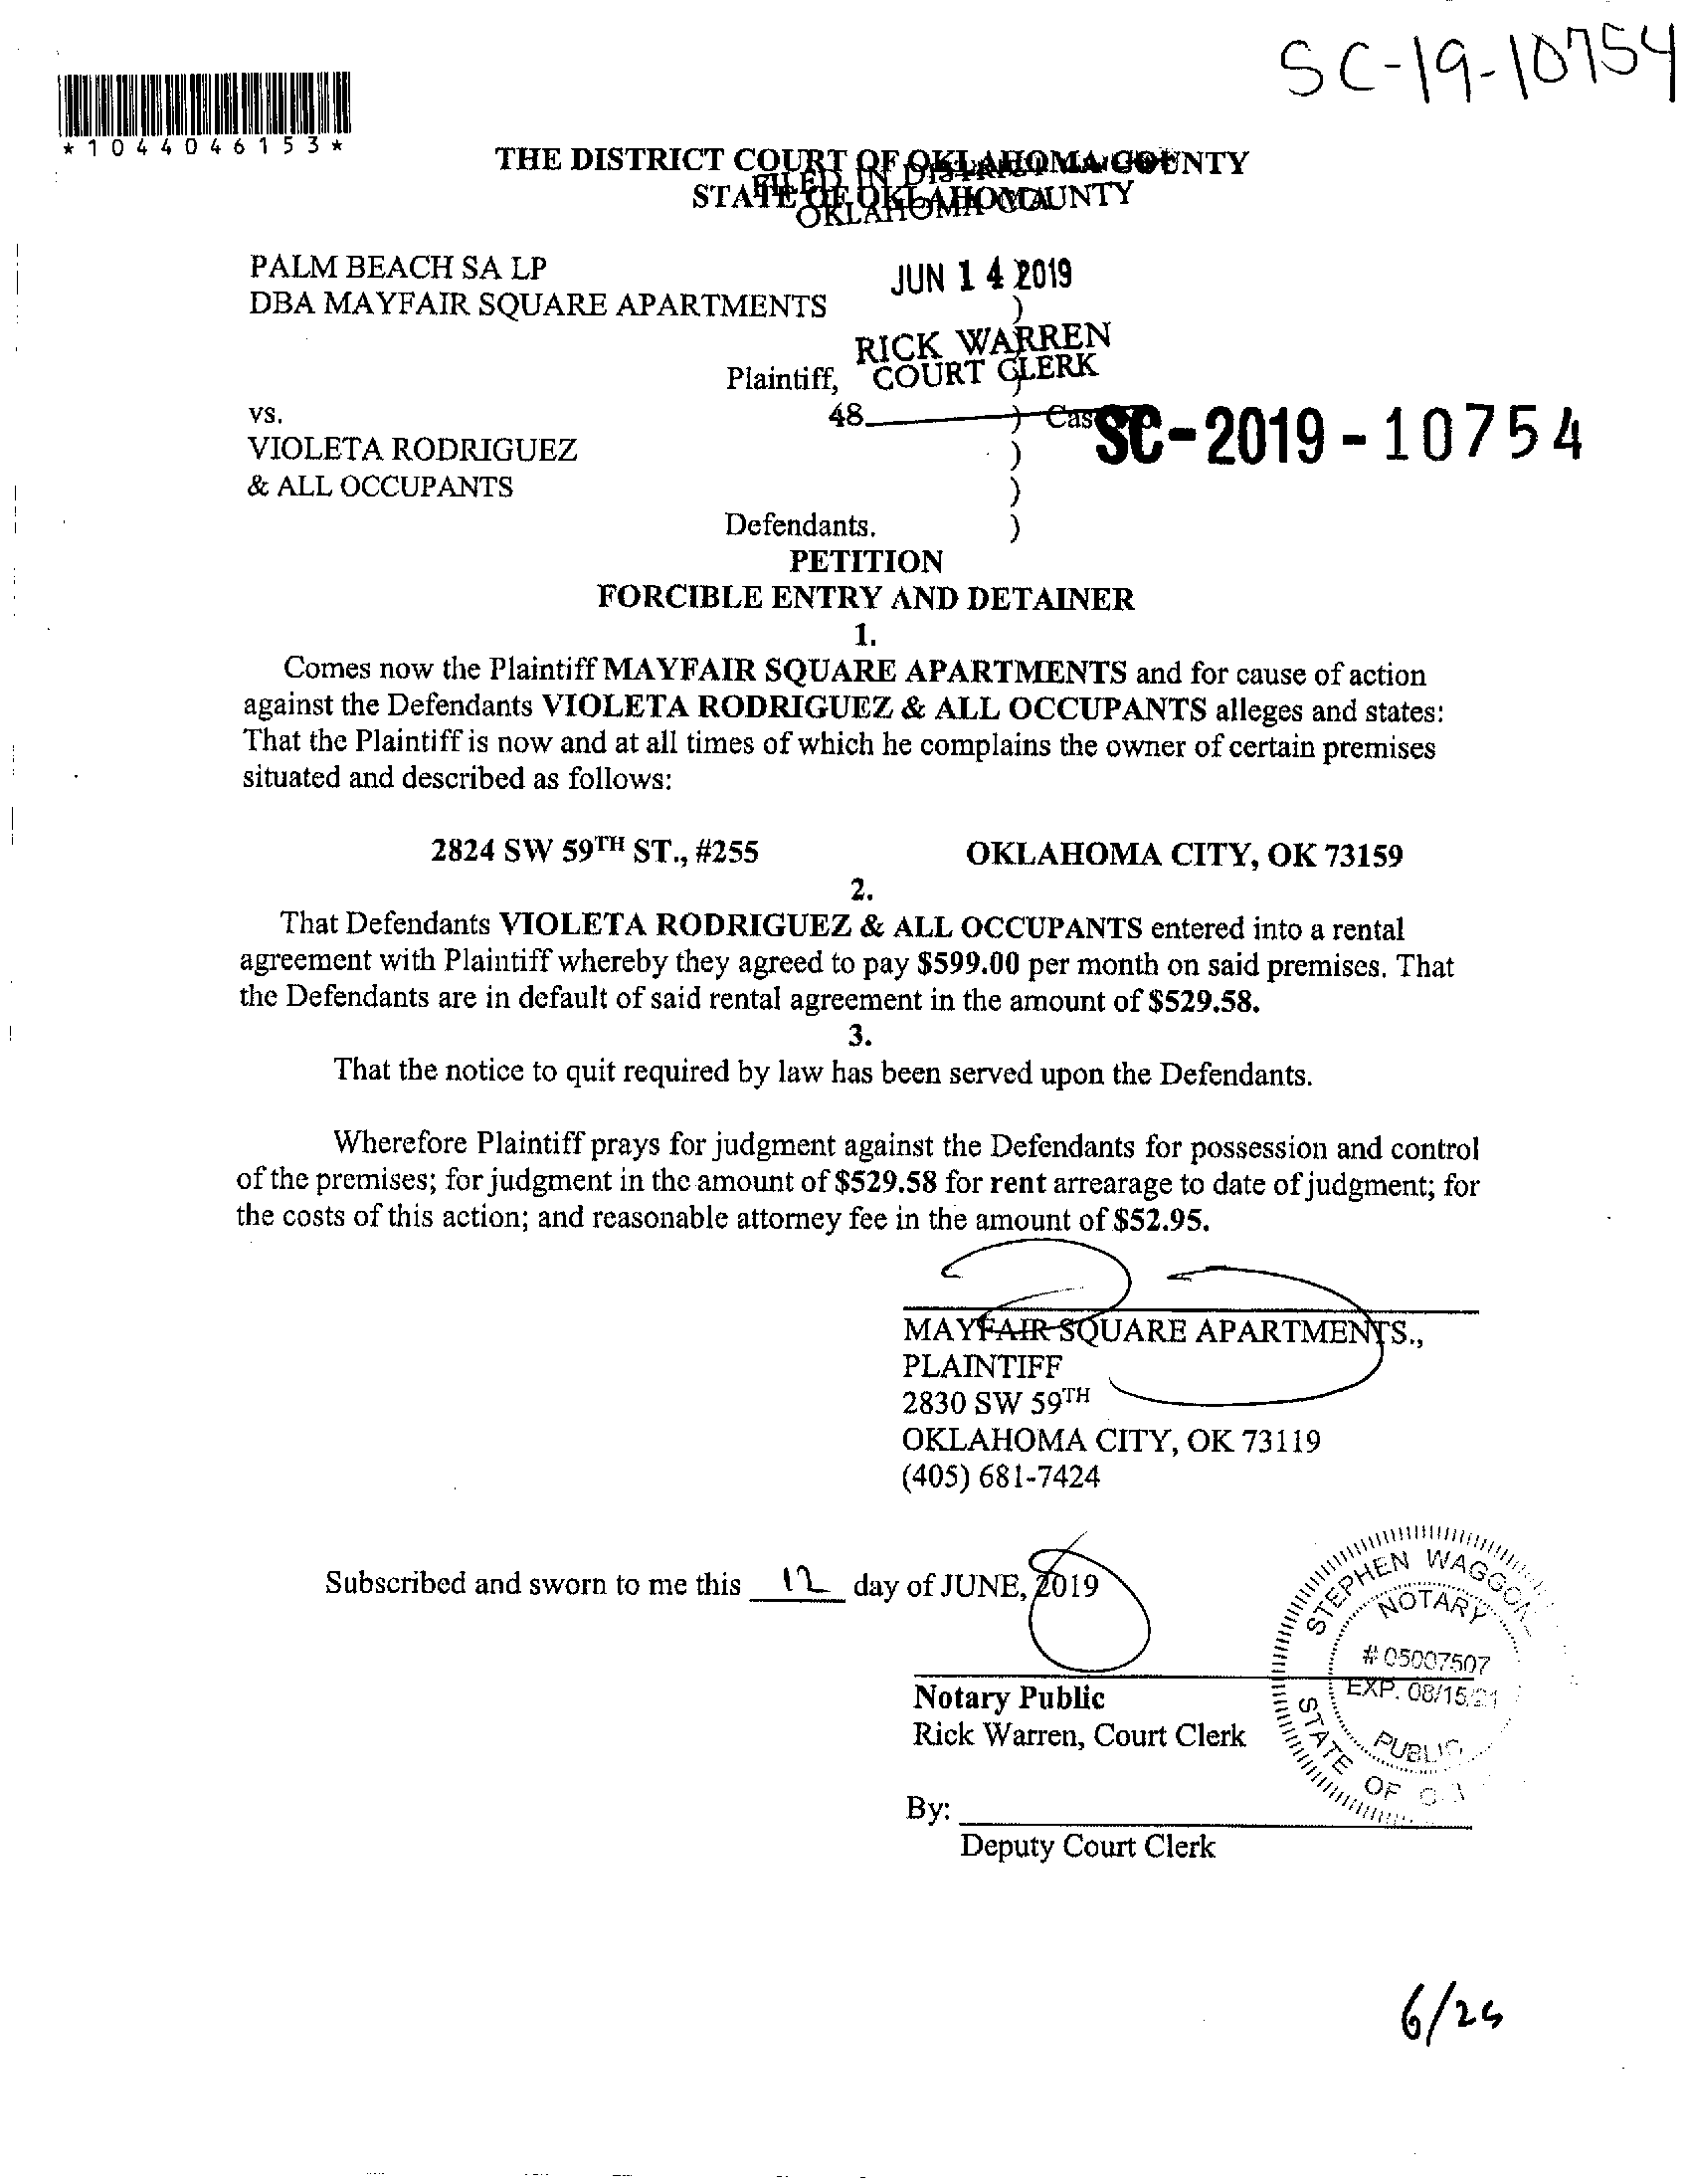 SC-19-10754
*1044046153*
THE DISTRICT COURT OF OKLAHOMA COUNTY
STATE OF OKLAHOMA
FILED IN DISTRICT COURT
OKLAHOMA COUNTY
PALM BEACH SA LP
DBA MAYFAIR SQUARE APARTMENTS )
JUN 14 2019
RICK WARREN
COURT CLERK
Plaintiff, )
48
vs. ) Cas
SC-2019-10754
VIOLETA RODRIGUEZ )
& ALL OCCUPANTS )
Defendants. )
PETITION
FORCIBLE ENTRY AND DETAINER
1.
Comes now the Plaintiff MAYFAIR SQUARE APARTMENTS and for cause of action
against the Defendants VIOLETA RODRIGUEZ & ALL OCCUPANTS alleges and states:
That the Plaintiff is now and at all times of which he complains the owner of certain premises
situated and described as follows:
2824 SW 59TH ST., #255 OKLAHOMA CITY, OK 73159
2.
That Defendants VIOLETA RODRIGUEZ & ALL OCCUPANTS entered into a rental
agreement with Plaintiff whereby they agreed to pay $599.00 per month on said premises. That
the Defendants are in default of said rental agreement in the amount of $529.58.
3.
That the notice to quit required by law has been served upon the Defendants.
Wherefore Plaintiff prays for judgment against the Defendants for possession and control
of the premises; for judgment in the amount of $529.58 for rent arrearage to date of judgment; for
the costs of this action; and reasonable attorney fee in the amount of $52.95.
MAYFAIR SQUARE APARTMENTS.,
PLAINTIFF
2830 SW 59TH
OKLAHOMA CITY, OK 73119
(405) 681-7424
Subscribed and sworn to me this 12 day of JUNE, 2019
STEPHEN
NOTARY
# 05007507
EXP. 08/15/21
PUBLIC
STATE OF
Notary Public
Rick Warren, Court Clerk
By:
Deputy Court Clerk
6/